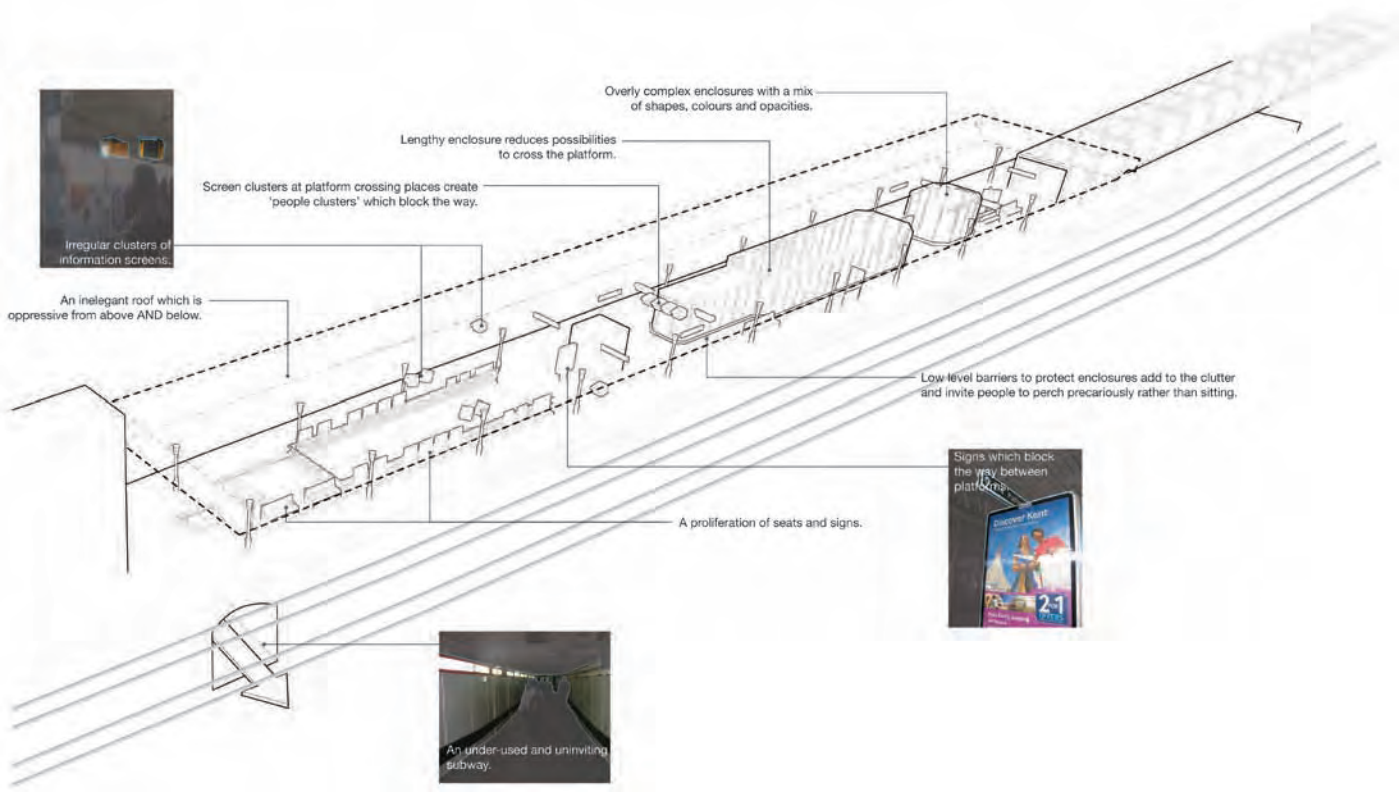 Overly complex enclosures with a mix
of shapes, colours and opacities.
Lengthy enclosure reduces possibilities
to cross the platform.
Screen clusters at platform crossing places create
'people clusters' which block the way.
Irregular clusters of
information screens.
An inelegant roof which is
oppressive from above AND below.
Low level barriers to protect enclosures add to the clutter
and invite people to perch precariously rather than sitting.
Signs which block
the way between
platforms.
Discover Kent
2 for 1
A proliferation of seats and signs.
An under-used and uninviting
subway.